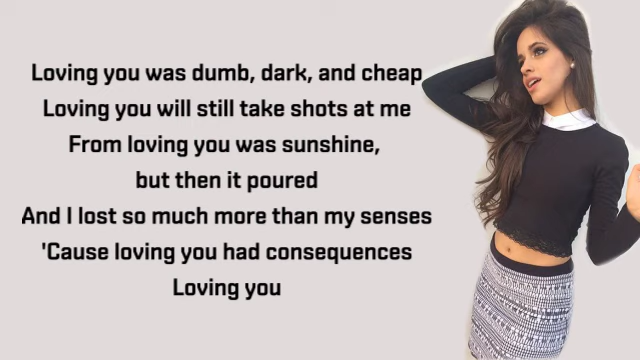 Loving you was dumb, dark, and cheap
Loving you will still take shots at me
From loving you was sunshine,
but then it poured
And I lost so much more than my senses
'Cause loving you had consequences
Loving you